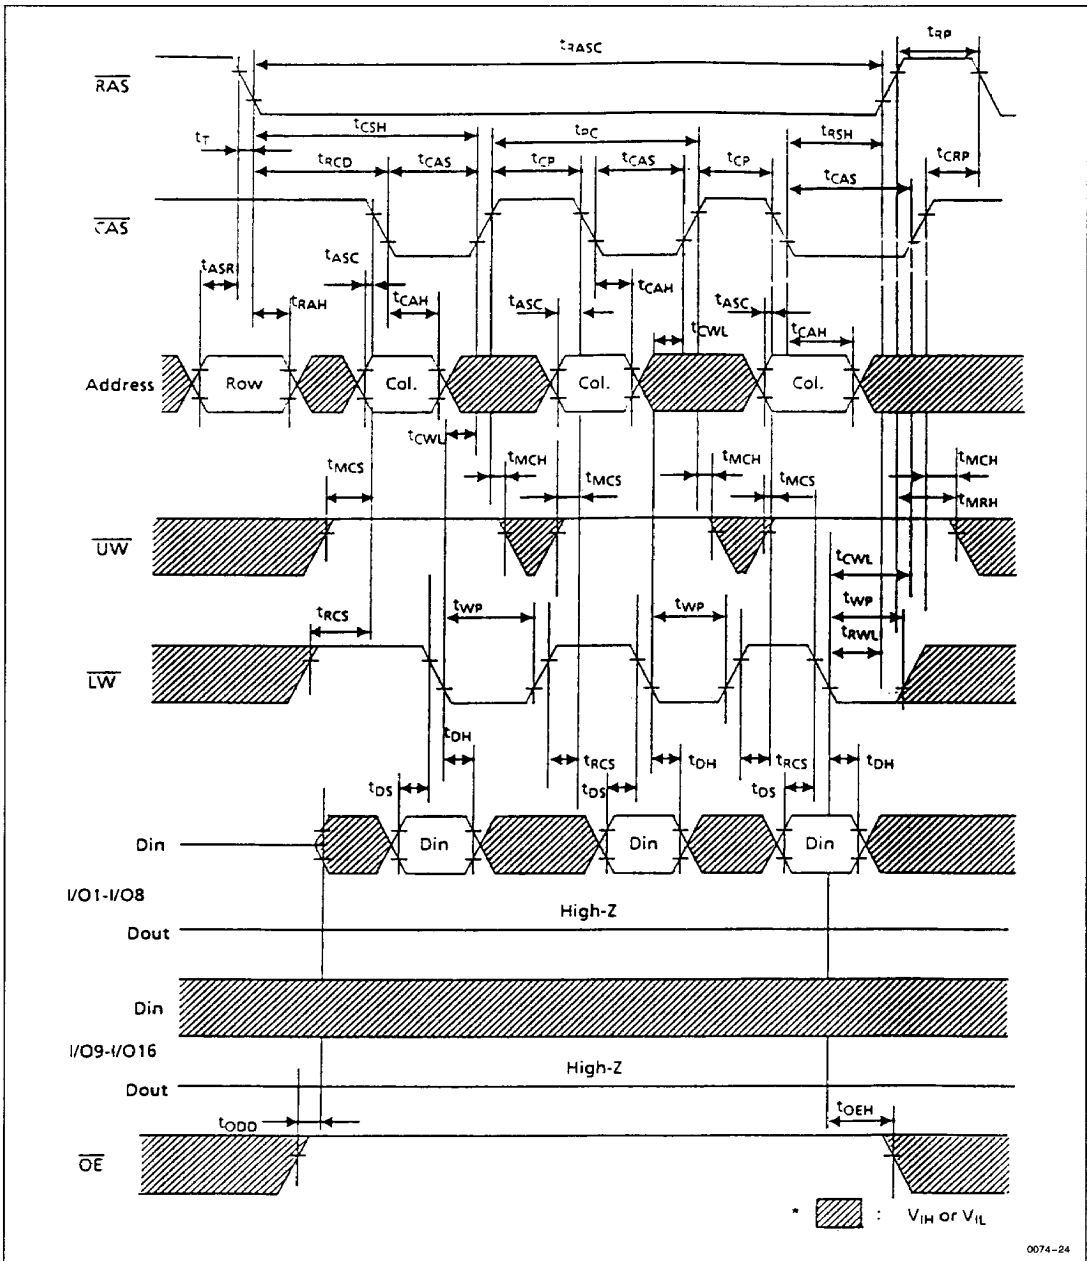 tRP
tRASC
RAS
tCSH
tPC
tRSH
tT
tRCD
tCAS
tCP
tCAS
tCP
tCRP
tCAS
CAS
tASR
tASC
tRAH
tCAH
tASC
tCAH
tASC
tCWL
tCAH
Address
Row
Col.
Col.
Col.
tCWL
tMCS
tMCH
tMCS
tMCH
tMCS
tMCH
tMRH
UW
tCWL
tRCS
tWP
tWP
tWP
tRWL
LW
tDH
tRCS
tDH
tRCS
tDH
tDS
tDS
tDS
Din
Din
Din
Din
I/O1-I/O8
High-Z
Dout
Din
I/O9-I/O16
High-Z
Dout
tODD
tOEH
OE
* : VIH or VIL
0074-24